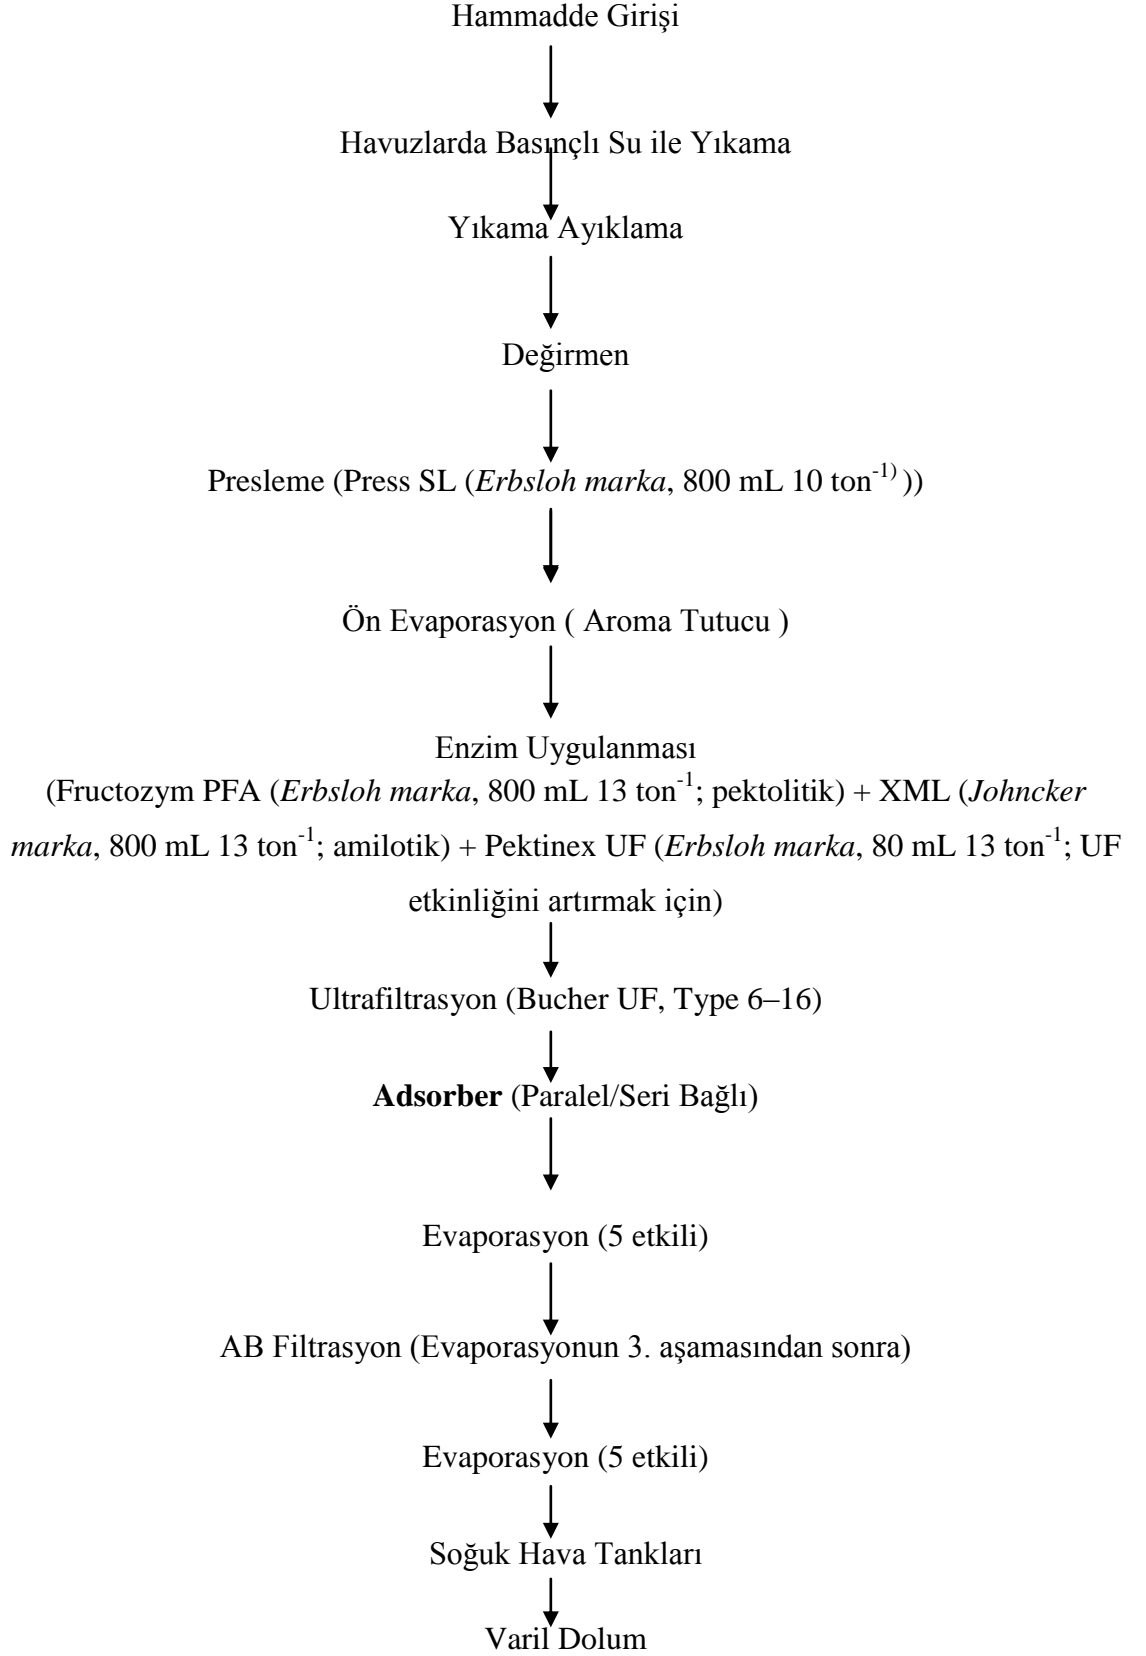 Hammadde Girişi
Havuzlarda Basınçlı Su ile Yıkama
Yıkama Ayıklama
Değirmen
Presleme (Press SL (Erbsloh marka, 800 mL 10 ton⁻¹⁾ ))
Ön Evaporasyon ( Aroma Tutucu )
Enzim Uygulanması
(Fructozym PFA (Erbsloh marka, 800 mL 13 ton⁻¹; pektolitik) + XML (Johncker
marka, 800 mL 13 ton⁻¹; amilotik) + Pektinex UF (Erbsloh marka, 80 mL 13 ton⁻¹; UF
etkinliğini artırmak için)
Ultrafiltrasyon (Bucher UF, Type 6–16)
Adsorber (Paralel/Seri Bağlı)
Evaporasyon (5 etkili)
AB Filtrasyon (Evaporasyonun 3. aşamasından sonra)
Evaporasyon (5 etkili)
Soğuk Hava Tankları
Varil Dolum